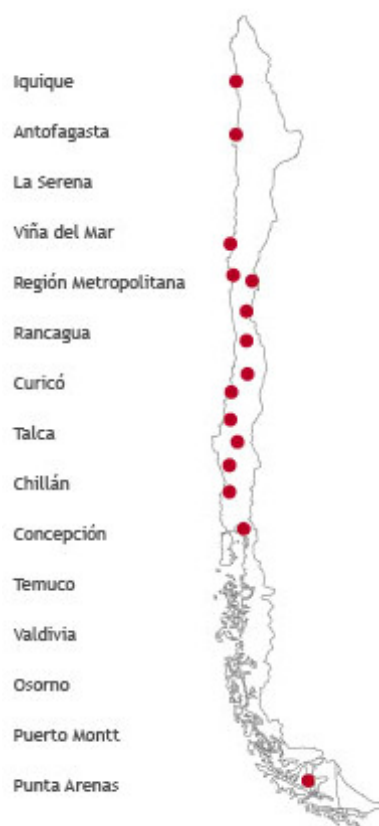 Iquique
Antofagasta
La Serena
Viña del Mar
Región Metropolitana
Rancagua
Curicó
Talca
Chillán
Concepción
Temuco
Valdivia
Osorno
Puerto Montt
Punta Arenas